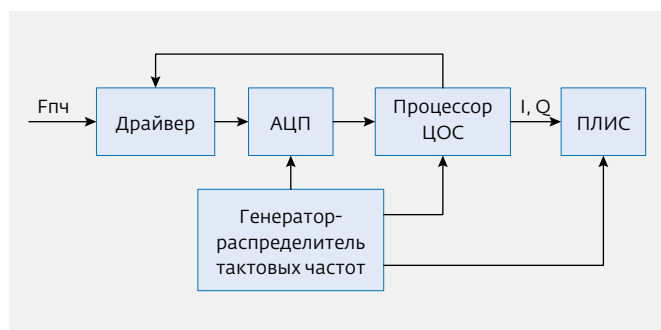 Fпч
Драйвер
АЦП
Процессор
ЦОС
I, Q
ПЛИС
Генератор-
распределитель
тактовых частот